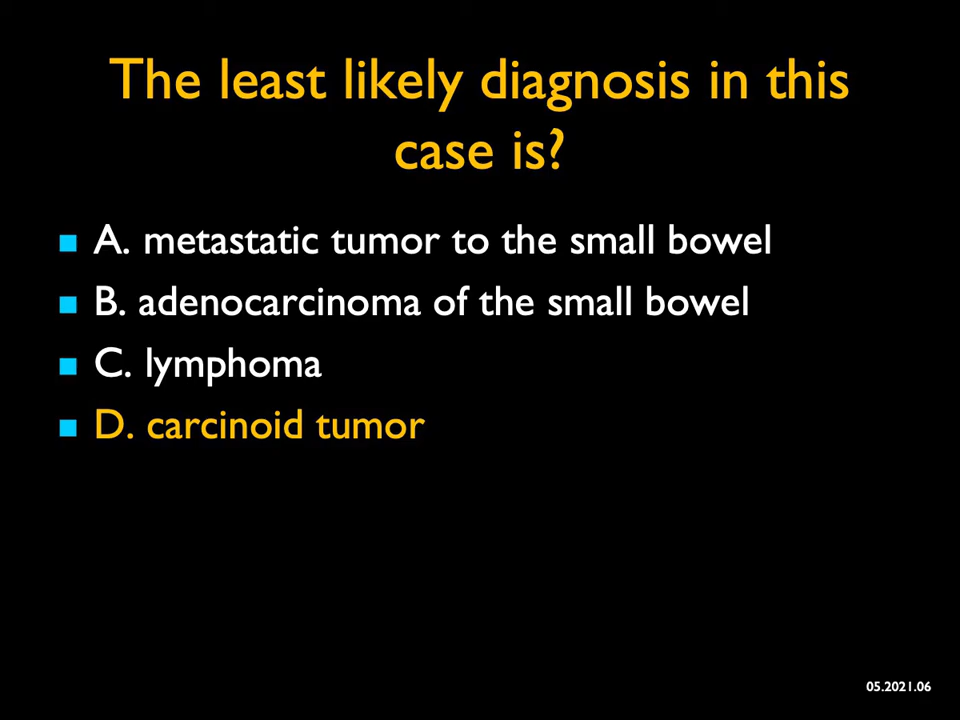 The least likely diagnosis in this
case is?
A. metastatic tumor to the small bowel
B. adenocarcinoma of the small bowel
C. lymphoma
D. carcinoid tumor
05.2021.06